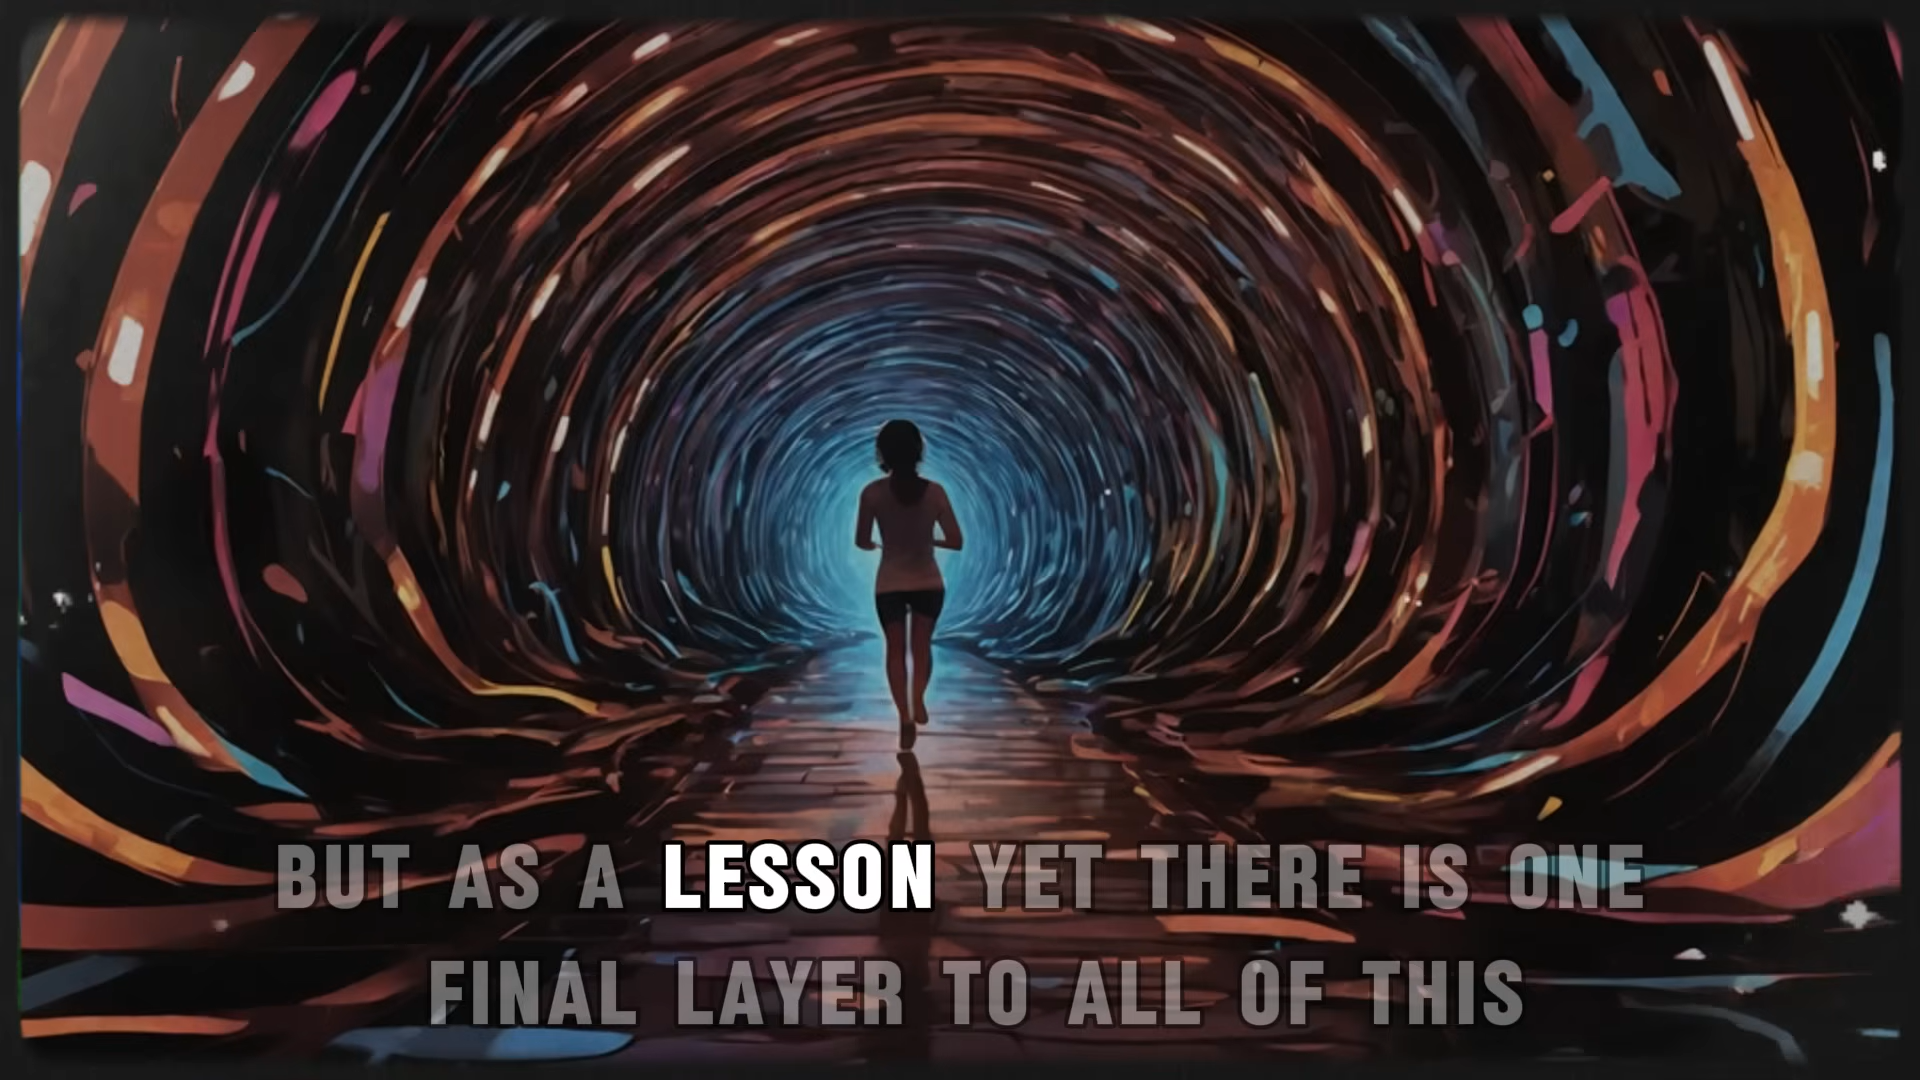 BUT AS A LESSON YET THERE IS ONE
FINAL LAYER TO ALL OF THIS